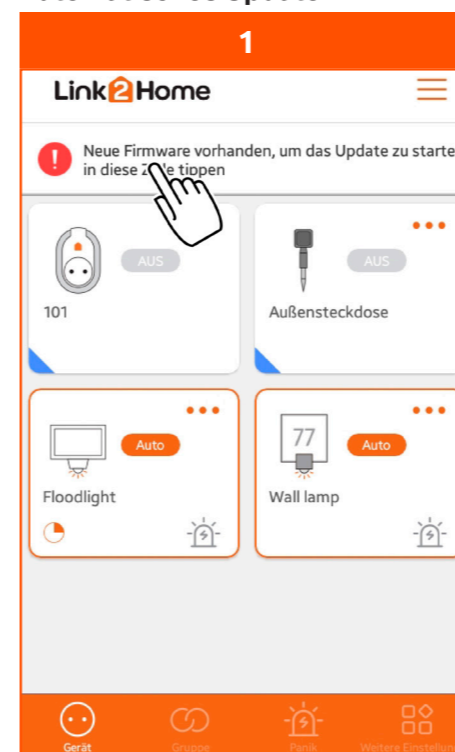 1
Link2Home
Neue Firmware vorhanden, um das Update zu starte
in diese Zeile tippen
AUS
AUS
101
Außensteckdose
Auto
77
Auto
Floodlight
Wall lamp
Gerät
Gruppe
Panik
Weitere Einstellun